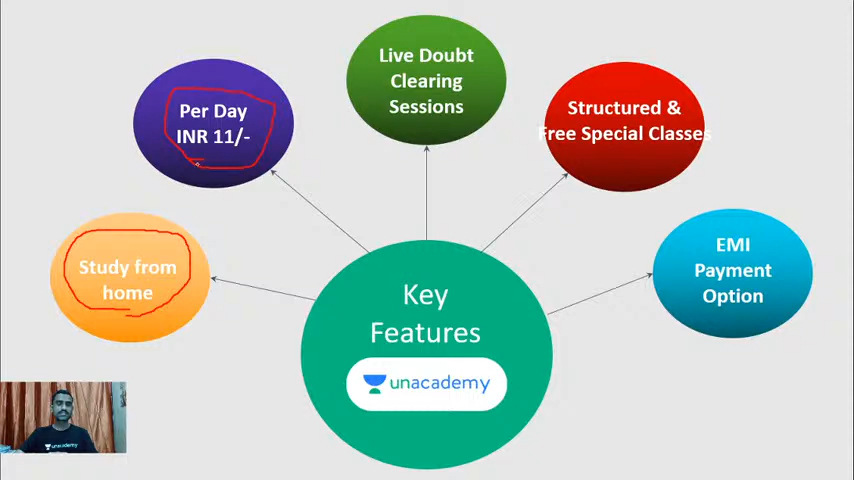 Live Doubt
Clearing
Sessions
Per Day
INR 11/-
Structured &
Free Special Classes
Study from
home
EMI
Payment
Option
Key
Features
unacademy
unacademy